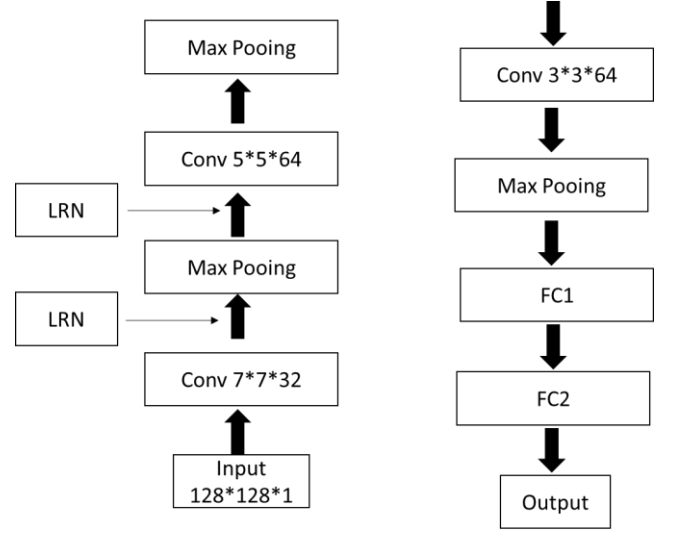 Max Pooing
Conv 5*5*64
LRN
Max Pooing
LRN
Conv 7*7*32
Input
128*128*1
Conv 3*3*64
Max Pooing
FC1
FC2
Output